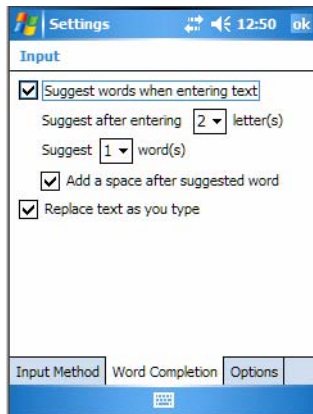 Settings 12:50 ok
Input
Suggest words when entering text
Suggest after entering 2 letter(s)
Suggest 1 word(s)
Add a space after suggested word
Replace text as you type
Input Method Word Completion Options